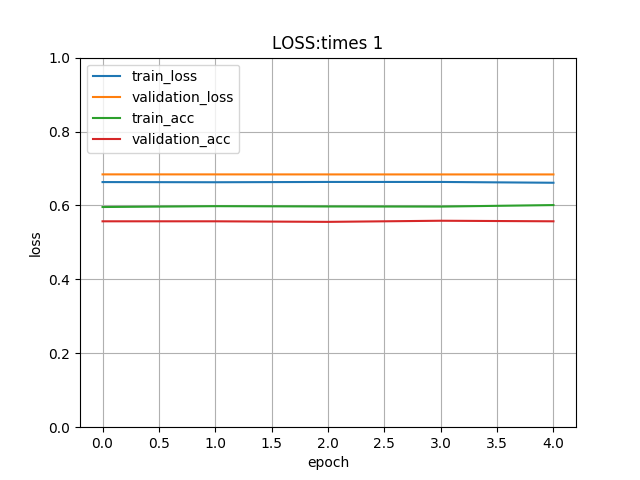 LOSS:times 1
1.0
0.8
0.6
0.4
0.2
0.0
loss
train_loss
validation_loss
train_acc
validation_acc
0.0 0.5 1.0 1.5 2.0 2.5 3.0 3.5 4.0
epoch